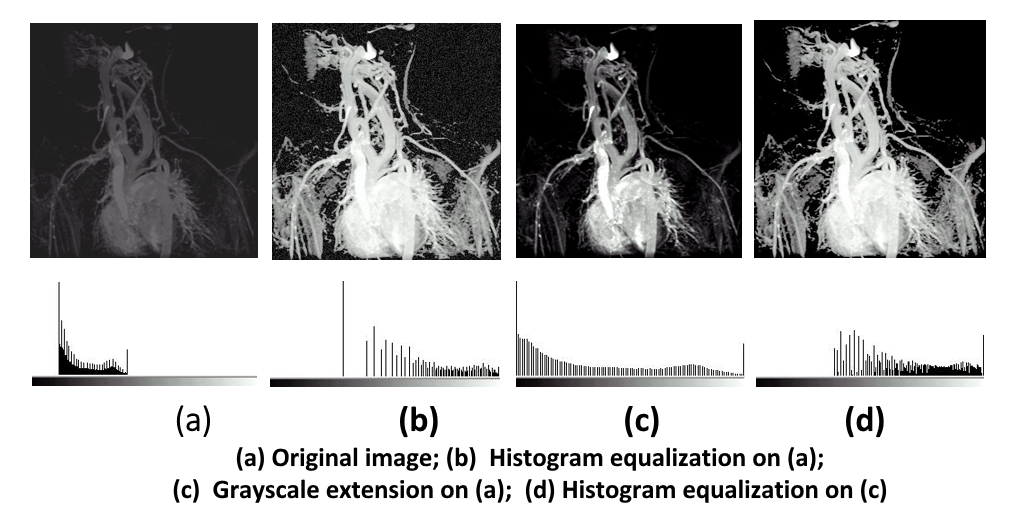 (a) (b) (c) (d)
(a) Original image; (b) Histogram equalization on (a);
(c) Grayscale extension on (a); (d) Histogram equalization on (c)